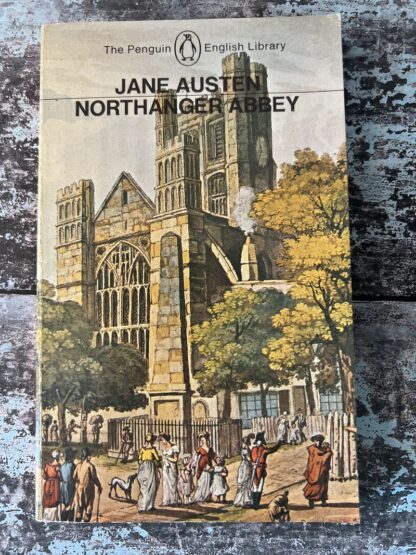 The Penguin English Library
JANE AUSTEN
NORTHANGER ABBEY